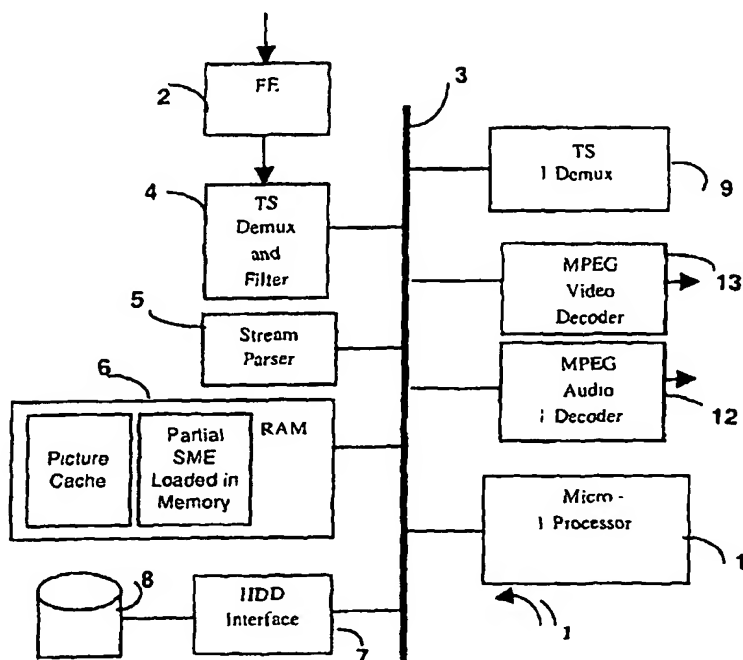 2
FE
3
4
TS
Demux
and
Filter
TS
Demux
9
5
Stream
Parser
MPEG
Video
Decoder
13
6
RAM
Picture
Cache
Partial
SME
Loaded in
Memory
MPEG
Audio
Decoder
12
Micro -
Processor
1
8
HDD
Interface
7
1